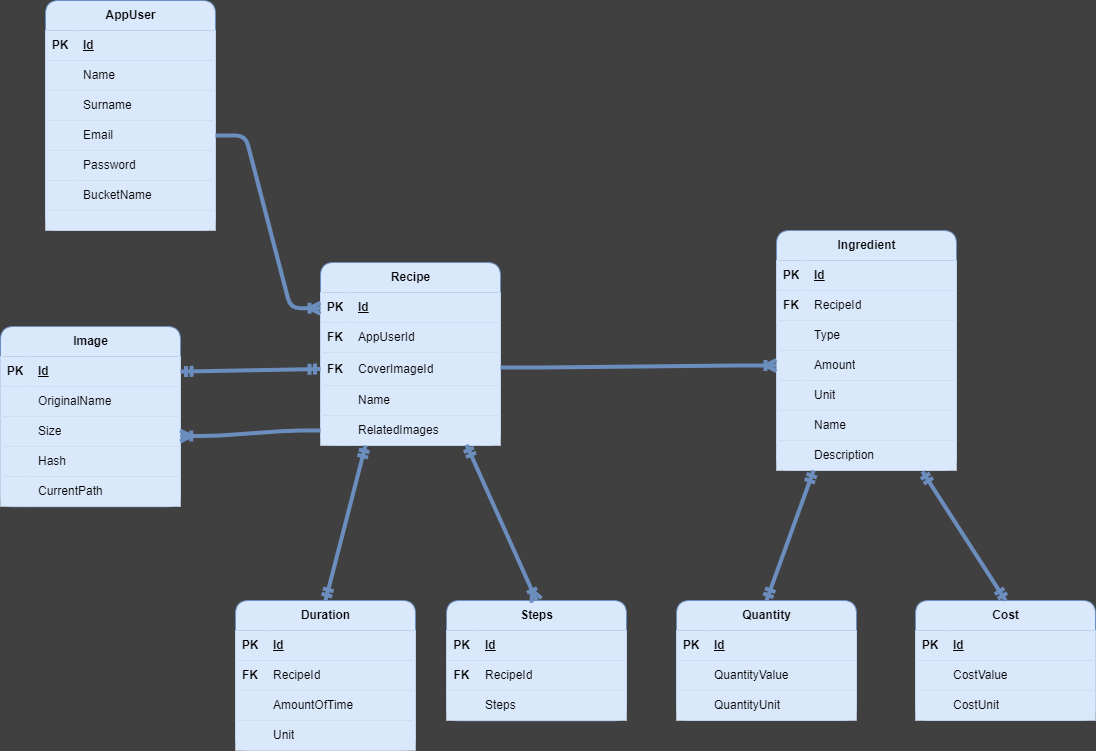 AppUser
PK Id
Name
Surname
Email
Password
BucketName
Recipe
PK Id
FK AppUserId
FK CoverImageId
Name
RelatedImages
Ingredient
PK Id
FK RecipeId
Type
Amount
Unit
Name
Description
Image
PK Id
OriginalName
Size
Hash
CurrentPath
Duration
PK Id
FK RecipeId
AmountOfTime
Unit
Steps
PK Id
FK RecipeId
Steps
Quantity
PK Id
QuantityValue
QuantityUnit
Cost
PK Id
CostValue
CostUnit